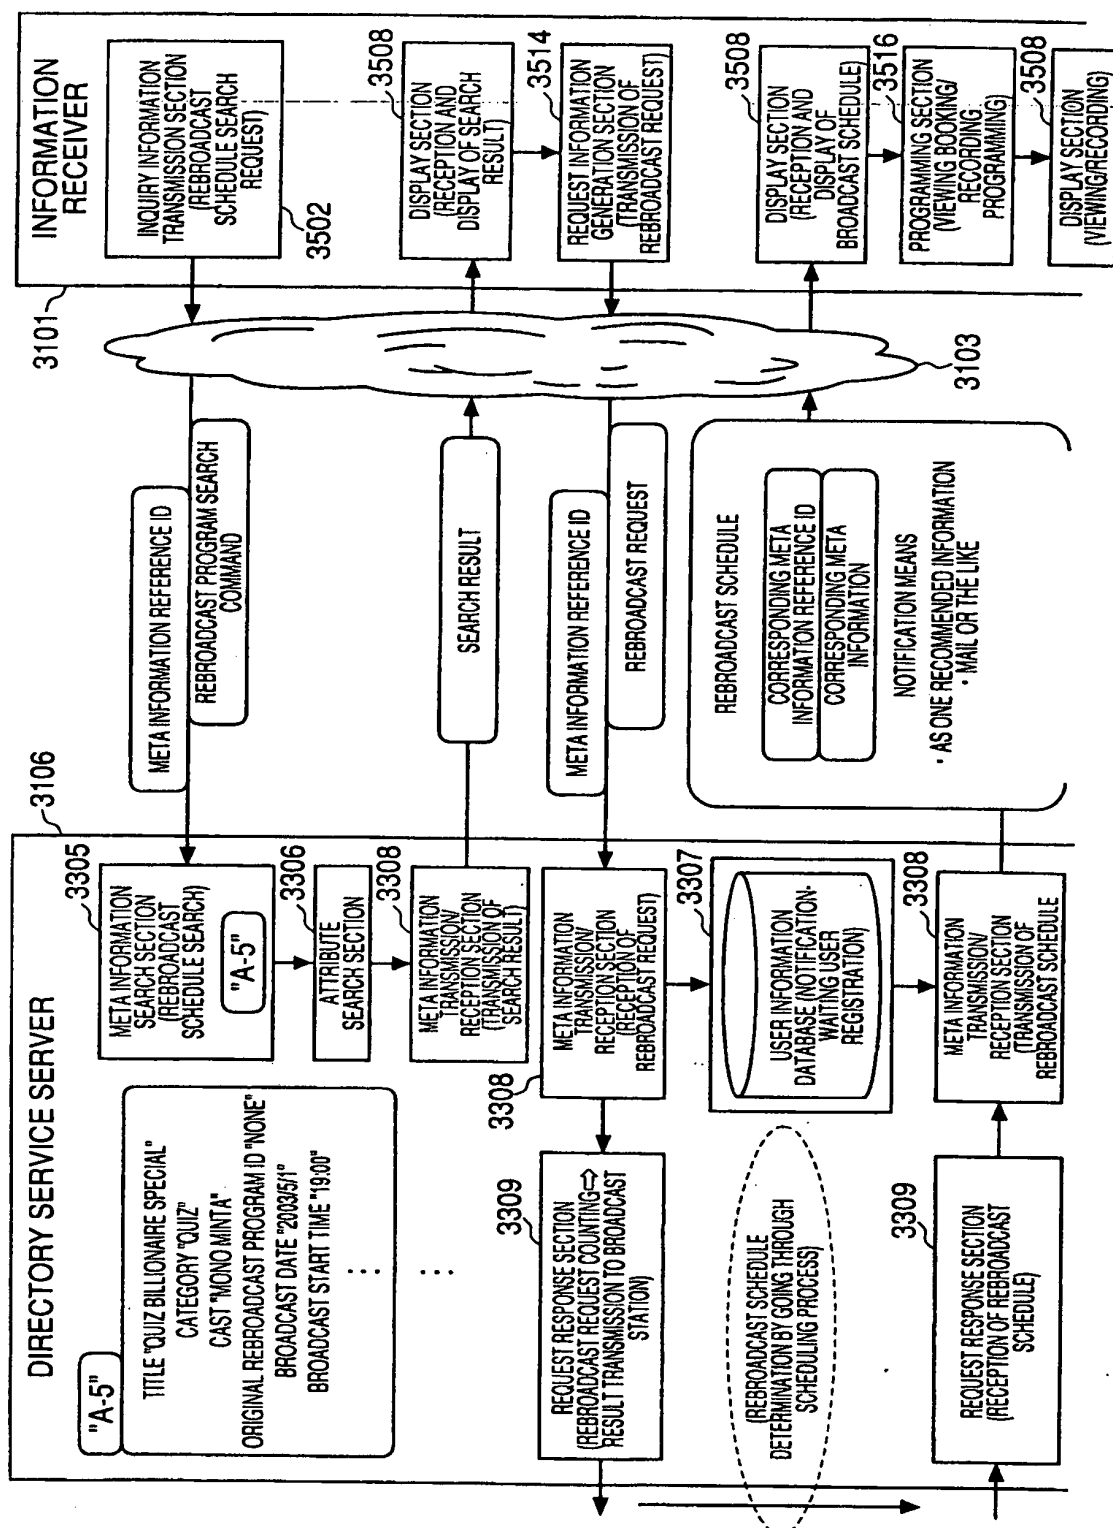 DIRECTORY SERVICE SERVER
3106
"A-5"
TITLE "QUIZ BILLIONAIRE SPECIAL"
CATEGORY "QUIZ"
CAST "MONO MINTA"
ORIGINAL REBROADCAST PROGRAM ID "NONE"
BROADCAST DATE "2003/5/1"
BROADCAST START TIME "19:00"
3305
META INFORMATION
SEARCH SECTION
(REBROADCAST
SCHEDULE SEARCH)
"A-5"
3306
ATTRIBUTE
SEARCH SECTION
3308
META INFORMATION
TRANSMISSION/
RECEPTION SECTION
(TRANSMISSION OF
SEARCH RESULT)
3308
META INFORMATION
TRANSMISSION/
RECEPTION SECTION
(RECEPTION OF
REBROADCAST REQUEST)
3309
REQUEST RESPONSE SECTION
(REBROADCAST REQUEST COUNTING⇔
RESULT TRANSMISSION TO BROADCAST
STATION)
3307
USER INFORMATION
DATABASE (NOTIFICATION-
WAITING USER
REGISTRATION)
(REBROADCAST SCHEDULE
DETERMINATION BY GOING THROUGH
SCHEDULING PROCESS)
3309
REQUEST RESPONSE SECTION
(RECEPTION OF REBROADCAST
SCHEDULE)
3308
META INFORMATION
TRANSMISSION/
RECEPTION SECTION
(TRANSMISSION OF
REBROADCAST SCHEDULE
META INFORMATION REFERENCE ID
REBROADCAST PROGRAM SEARCH
COMMAND
SEARCH RESULT
META INFORMATION REFERENCE ID
REBROADCAST REQUEST
REBROADCAST SCHEDULE
CORRESPONDING META
INFORMATION REFERENCE ID
CORRESPONDING META
INFORMATION
NOTIFICATION MEANS
• AS ONE RECOMMENDED INFORMATION
• MAIL OR THE LIKE
3103
3101
INFORMATION
RECEIVER
INQUIRY INFORMATION
TRANSMISSION SECTION
(REBROADCAST
SCHEDULE SEARCH
REQUEST)
3502
3508
DISPLAY SECTION
(RECEPTION AND
DISPLAY OF SEARCH
RESULT)
3514
REQUEST INFORMATION
GENERATION SECTION
(TRANSMISSION OF
REBROADCAST REQUEST)
3508
DISPLAY SECTION
(RECEPTION AND
DISPLAY OF
BROADCAST SCHEDULE)
3516
PROGRAMING SECTION
(VIEWING BOOKING/
RECORDING
PROGRAMMING)
3508
DISPLAY SECTION
(VIEWING/RECORDING)